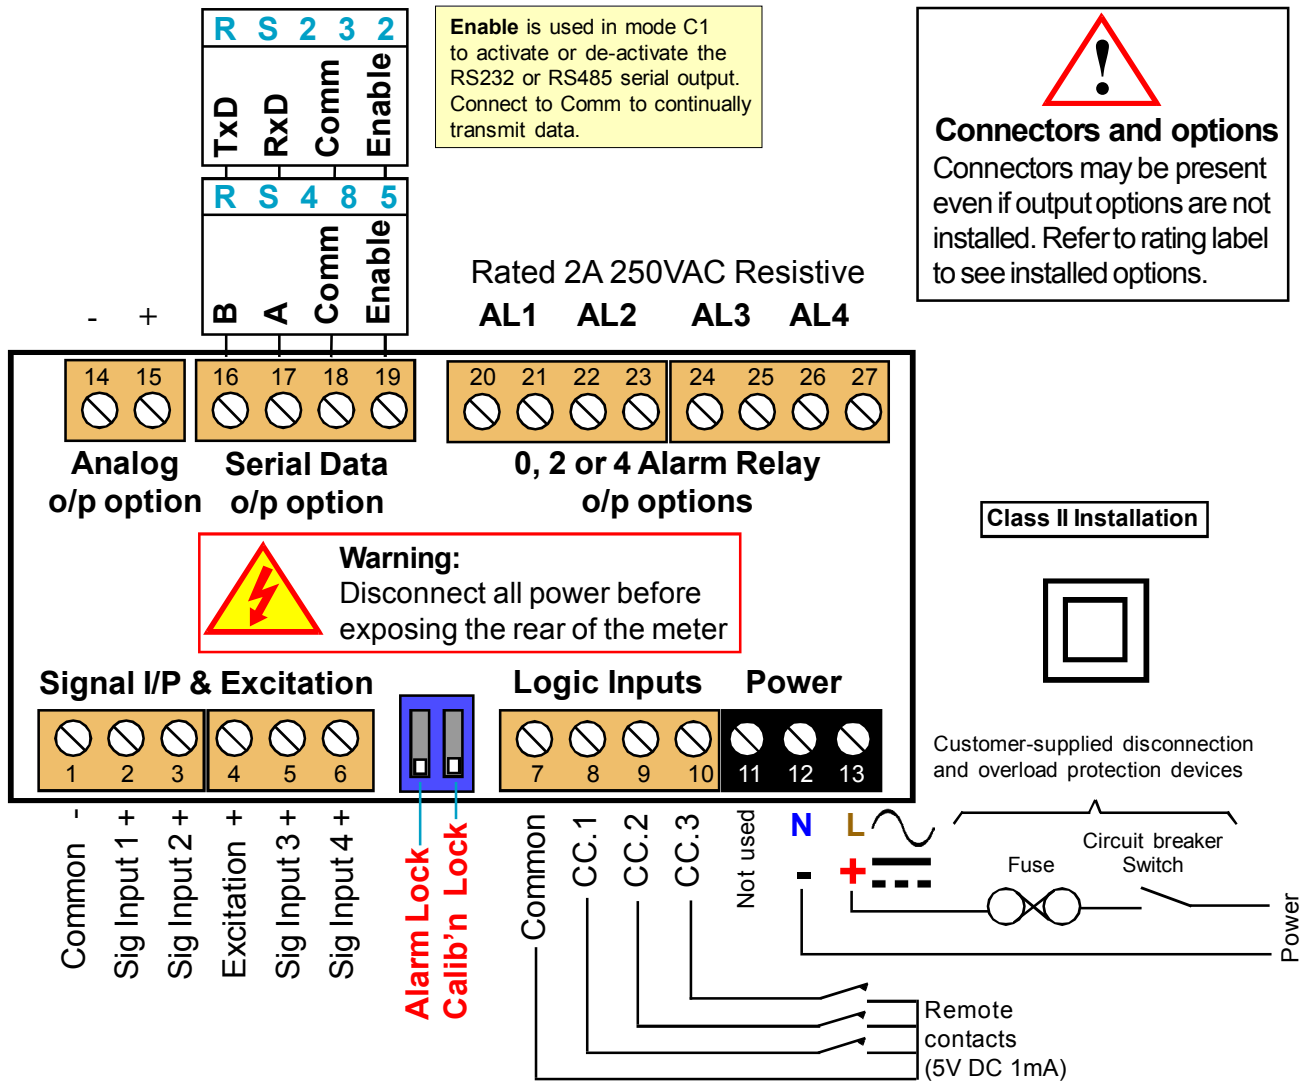 R S 2 3 2
TxD
RxD
Comm
Enable
R S 4 8 5
B
A
Comm
Enable
Enable is used in mode C1
to activate or de-activate the
RS232 or RS485 serial output.
Connect to Comm to continually
transmit data.
!
Connectors and options
Connectors may be present
even if output options are not
installed. Refer to rating label
to see installed options.
Rated 2A 250VAC Resistive
- +
AL1 AL2 AL3 AL4
14 15 16 17 18 19 20 21 22 23 24 25 26 27
Analog
o/p option
Serial Data
o/p option
0, 2 or 4 Alarm Relay
o/p options
Warning:
Disconnect all power before
exposing the rear of the meter
Class II Installation
Signal I/P & Excitation
Logic Inputs
Power
1 2 3 4 5 6 7 8 9 10 11 12 13
Common -
Sig Input 1 +
Sig Input 2 +
Excitation +
Sig Input 3 +
Sig Input 4 +
Alarm Lock
Calib'n Lock
Common
CC.1
CC.2
CC.3
Not used
N L
- +
Customer-supplied disconnection
and overload protection devices
Fuse
Circuit breaker
Switch
Power
Remote
contacts
(5V DC 1mA)